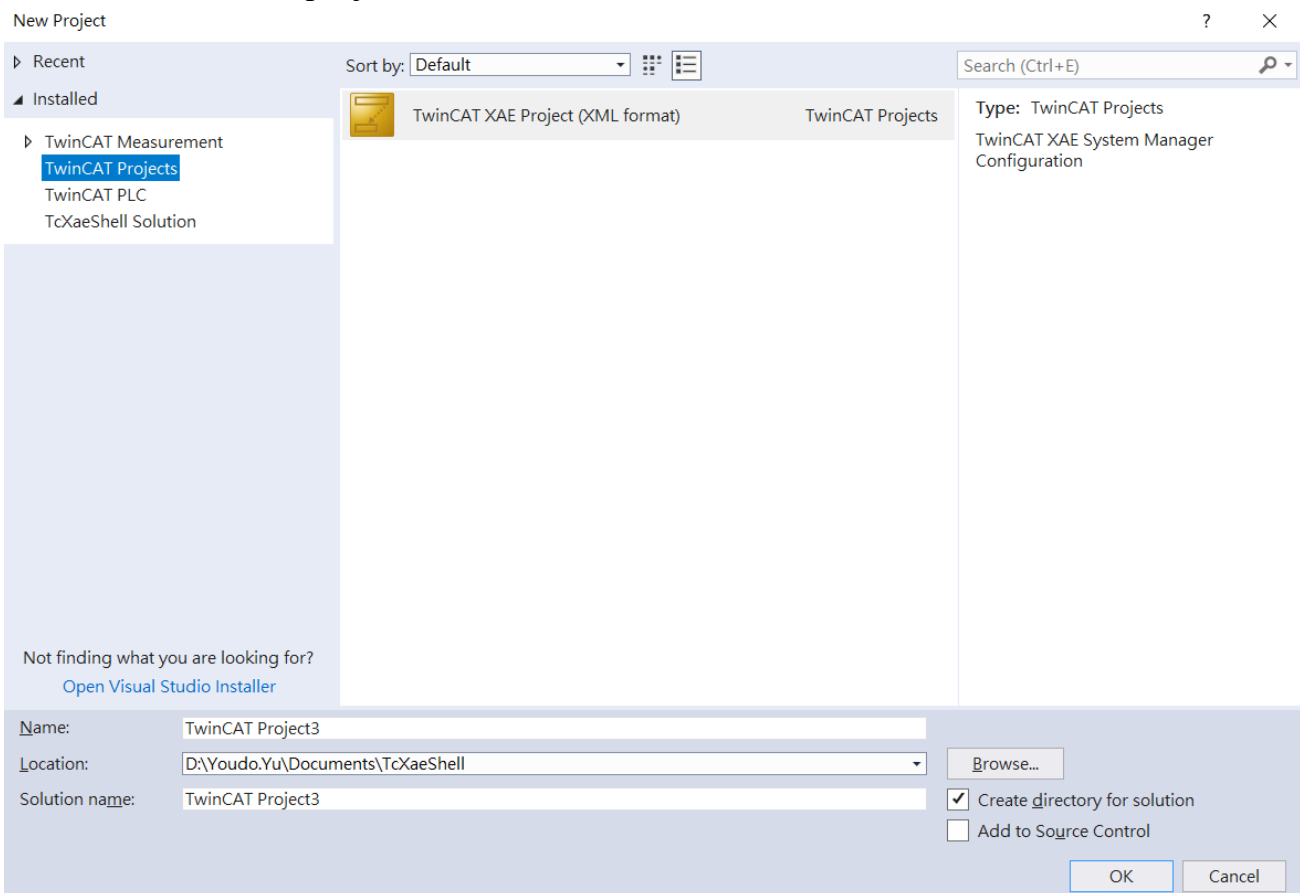 New Project
Recent
Installed
TwinCAT Measurement
TwinCAT Projects
TwinCAT PLC
TcXaeShell Solution
Not finding what you are looking for?
Open Visual Studio Installer
Sort by: Default
TwinCAT XAE Project (XML format) TwinCAT Projects
Search (Ctrl+E)
Type: TwinCAT Projects
TwinCAT XAE System Manager
Configuration
Name: TwinCAT Project3
Location: D:\Youdo.Yu\Documents\TcXaeShell
Browse...
Solution name: TwinCAT Project3
Create directory for solution
Add to Source Control
OK Cancel